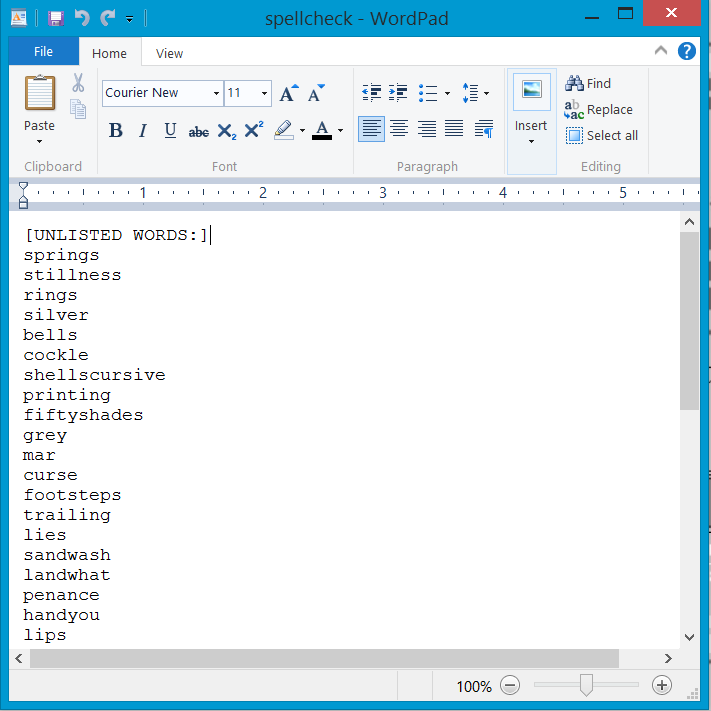 spellcheck - WordPad
File Home View
Courier New 11
Find
Replace
Select all
Paste
Insert
B I U abc X₂ X² A
Clipboard Font Paragraph Editing
1 2 3 4 5
[UNLISTED WORDS:]
springs
stillness
rings
silver
bells
cockle
shellscursive
printing
fiftyshades
grey
mar
curse
footsteps
trailing
lies
sandwash
landwhat
penance
handyou
lips
100%